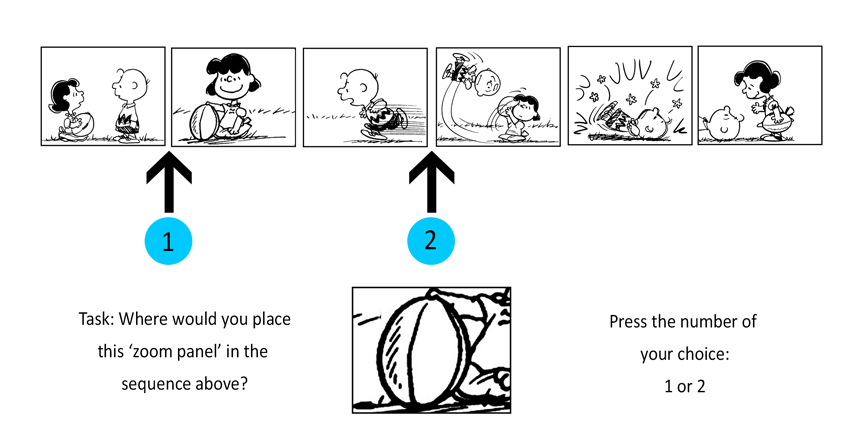 1
2
Task: Where would you place
this ‘zoom panel’ in the
sequence above?
Press the number of
your choice:
1 or 2